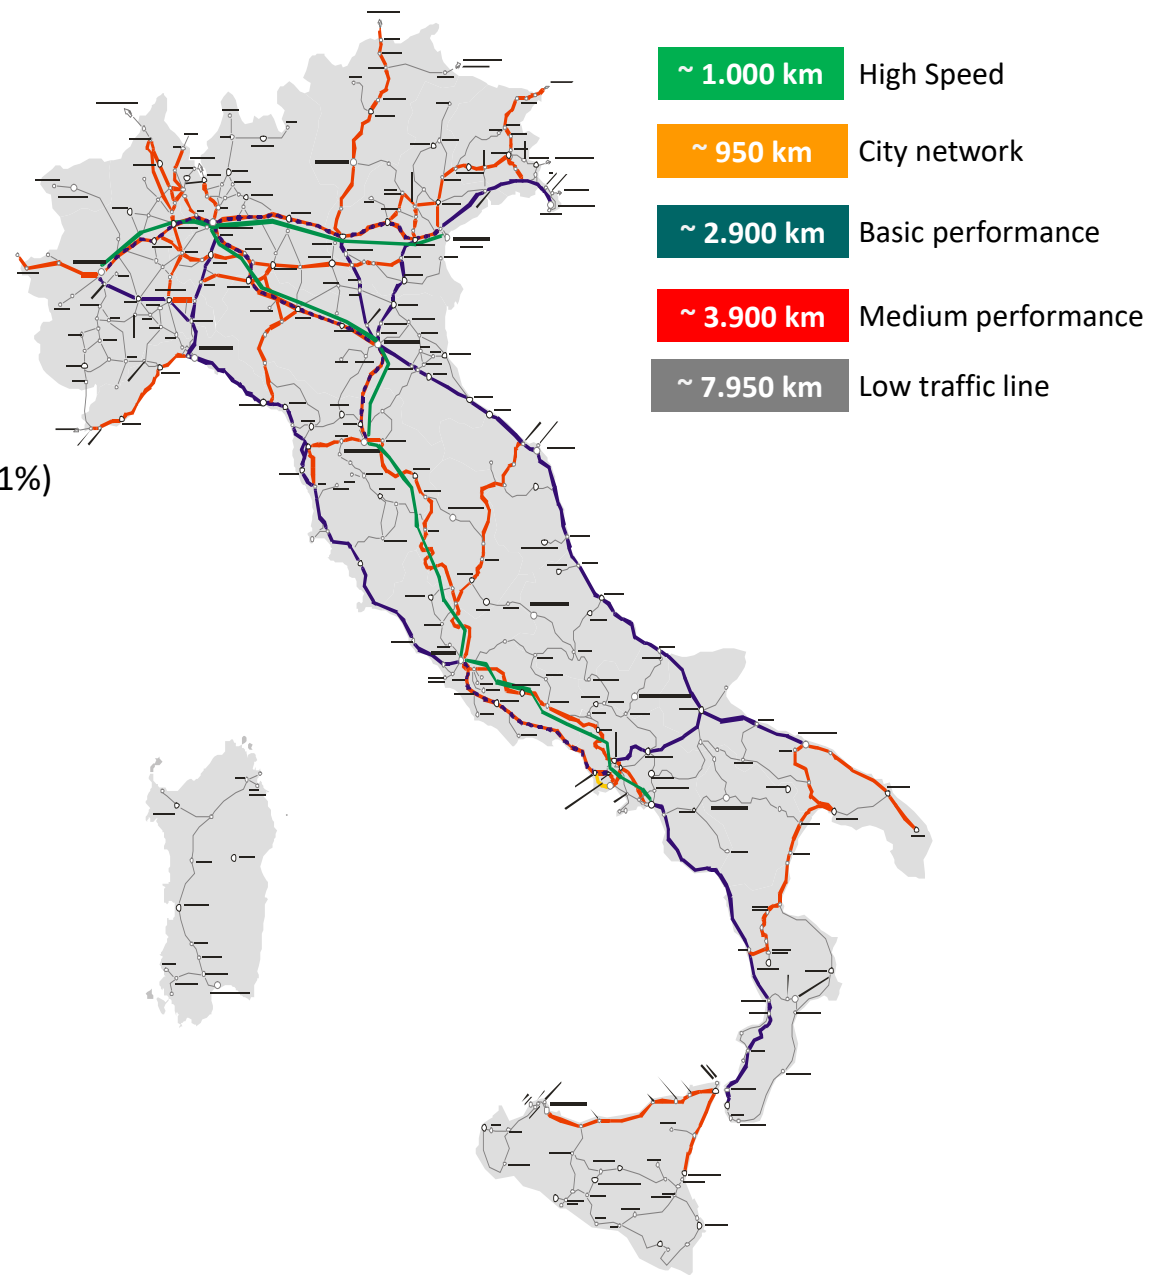 ~ 1.000 km High Speed
~ 950 km City network
~ 2.900 km Basic performance
~ 3.900 km Medium performance
~ 7.950 km Low traffic line
1%)